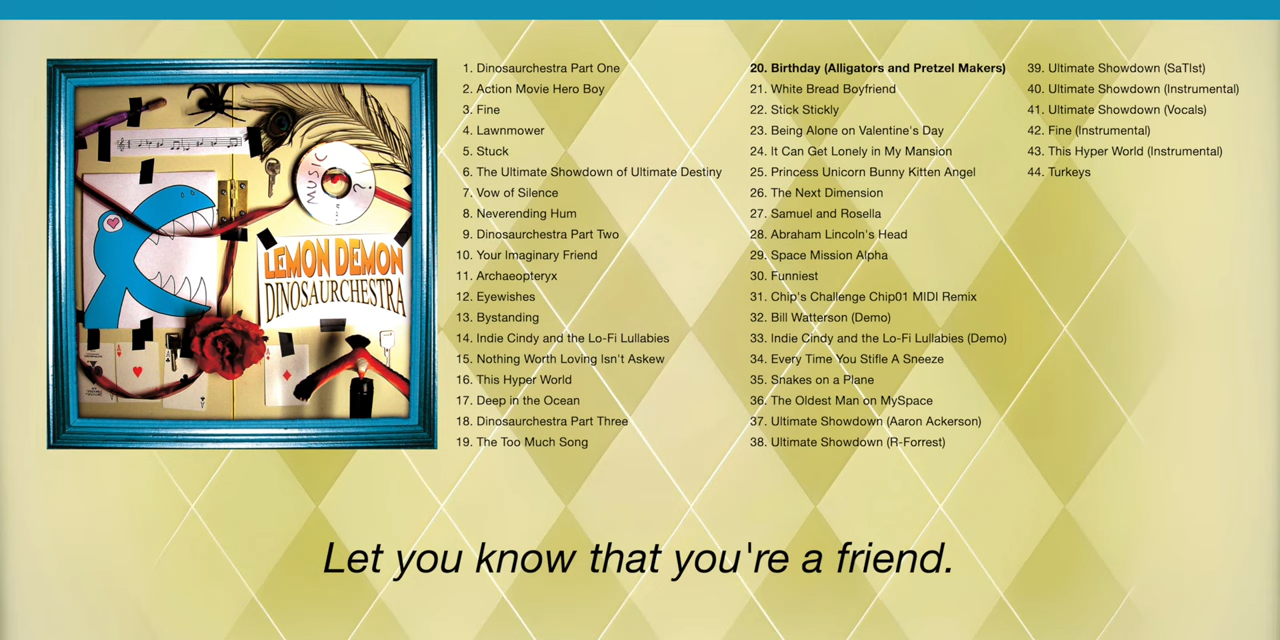 MUSIC
LEMON DEMON
DINOSAURCHESTRA
1. Dinosaurchestra Part One
2. Action Movie Hero Boy
3. Fine
4. Lawnmower
5. Stuck
6. The Ultimate Showdown of Ultimate Destiny
7. Vow of Silence
8. Neverending Hum
9. Dinosaurchestra Part Two
10. Your Imaginary Friend
11. Archaeopteryx
12. Eyewishes
13. Bystanding
14. Indie Cindy and the Lo-Fi Lullabies
15. Nothing Worth Loving Isn't Askew
16. This Hyper World
17. Deep in the Ocean
18. Dinosaurchestra Part Three
19. The Too Much Song
20. Birthday (Alligators and Pretzel Makers)
21. White Bread Boyfriend
22. Stick Stickly
23. Being Alone on Valentine's Day
24. It Can Get Lonely in My Mansion
25. Princess Unicorn Bunny Kitten Angel
26. The Next Dimension
27. Samuel and Rosella
28. Abraham Lincoln's Head
29. Space Mission Alpha
30. Funniest
31. Chip's Challenge Chip01 MIDI Remix
32. Bill Watterson (Demo)
33. Indie Cindy and the Lo-Fi Lullabies (Demo)
34. Every Time You Stifle A Sneeze
35. Snakes on a Plane
36. The Oldest Man on MySpace
37. Ultimate Showdown (Aaron Ackerson)
38. Ultimate Showdown (R-Forrest)
39. Ultimate Showdown (SaTIst)
40. Ultimate Showdown (Instrumental)
41. Ultimate Showdown (Vocals)
42. Fine (Instrumental)
43. This Hyper World (Instrumental)
44. Turkeys
Let you know that you're a friend.